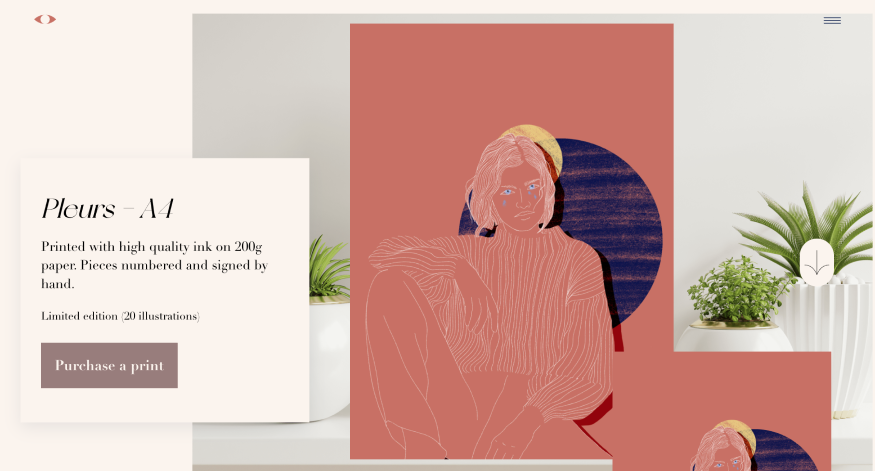 Pleurs – A4
Printed with high quality ink on 200g
paper. Pieces numbered and signed by
hand.
Limited edition (20 illustrations)
Purchase a print